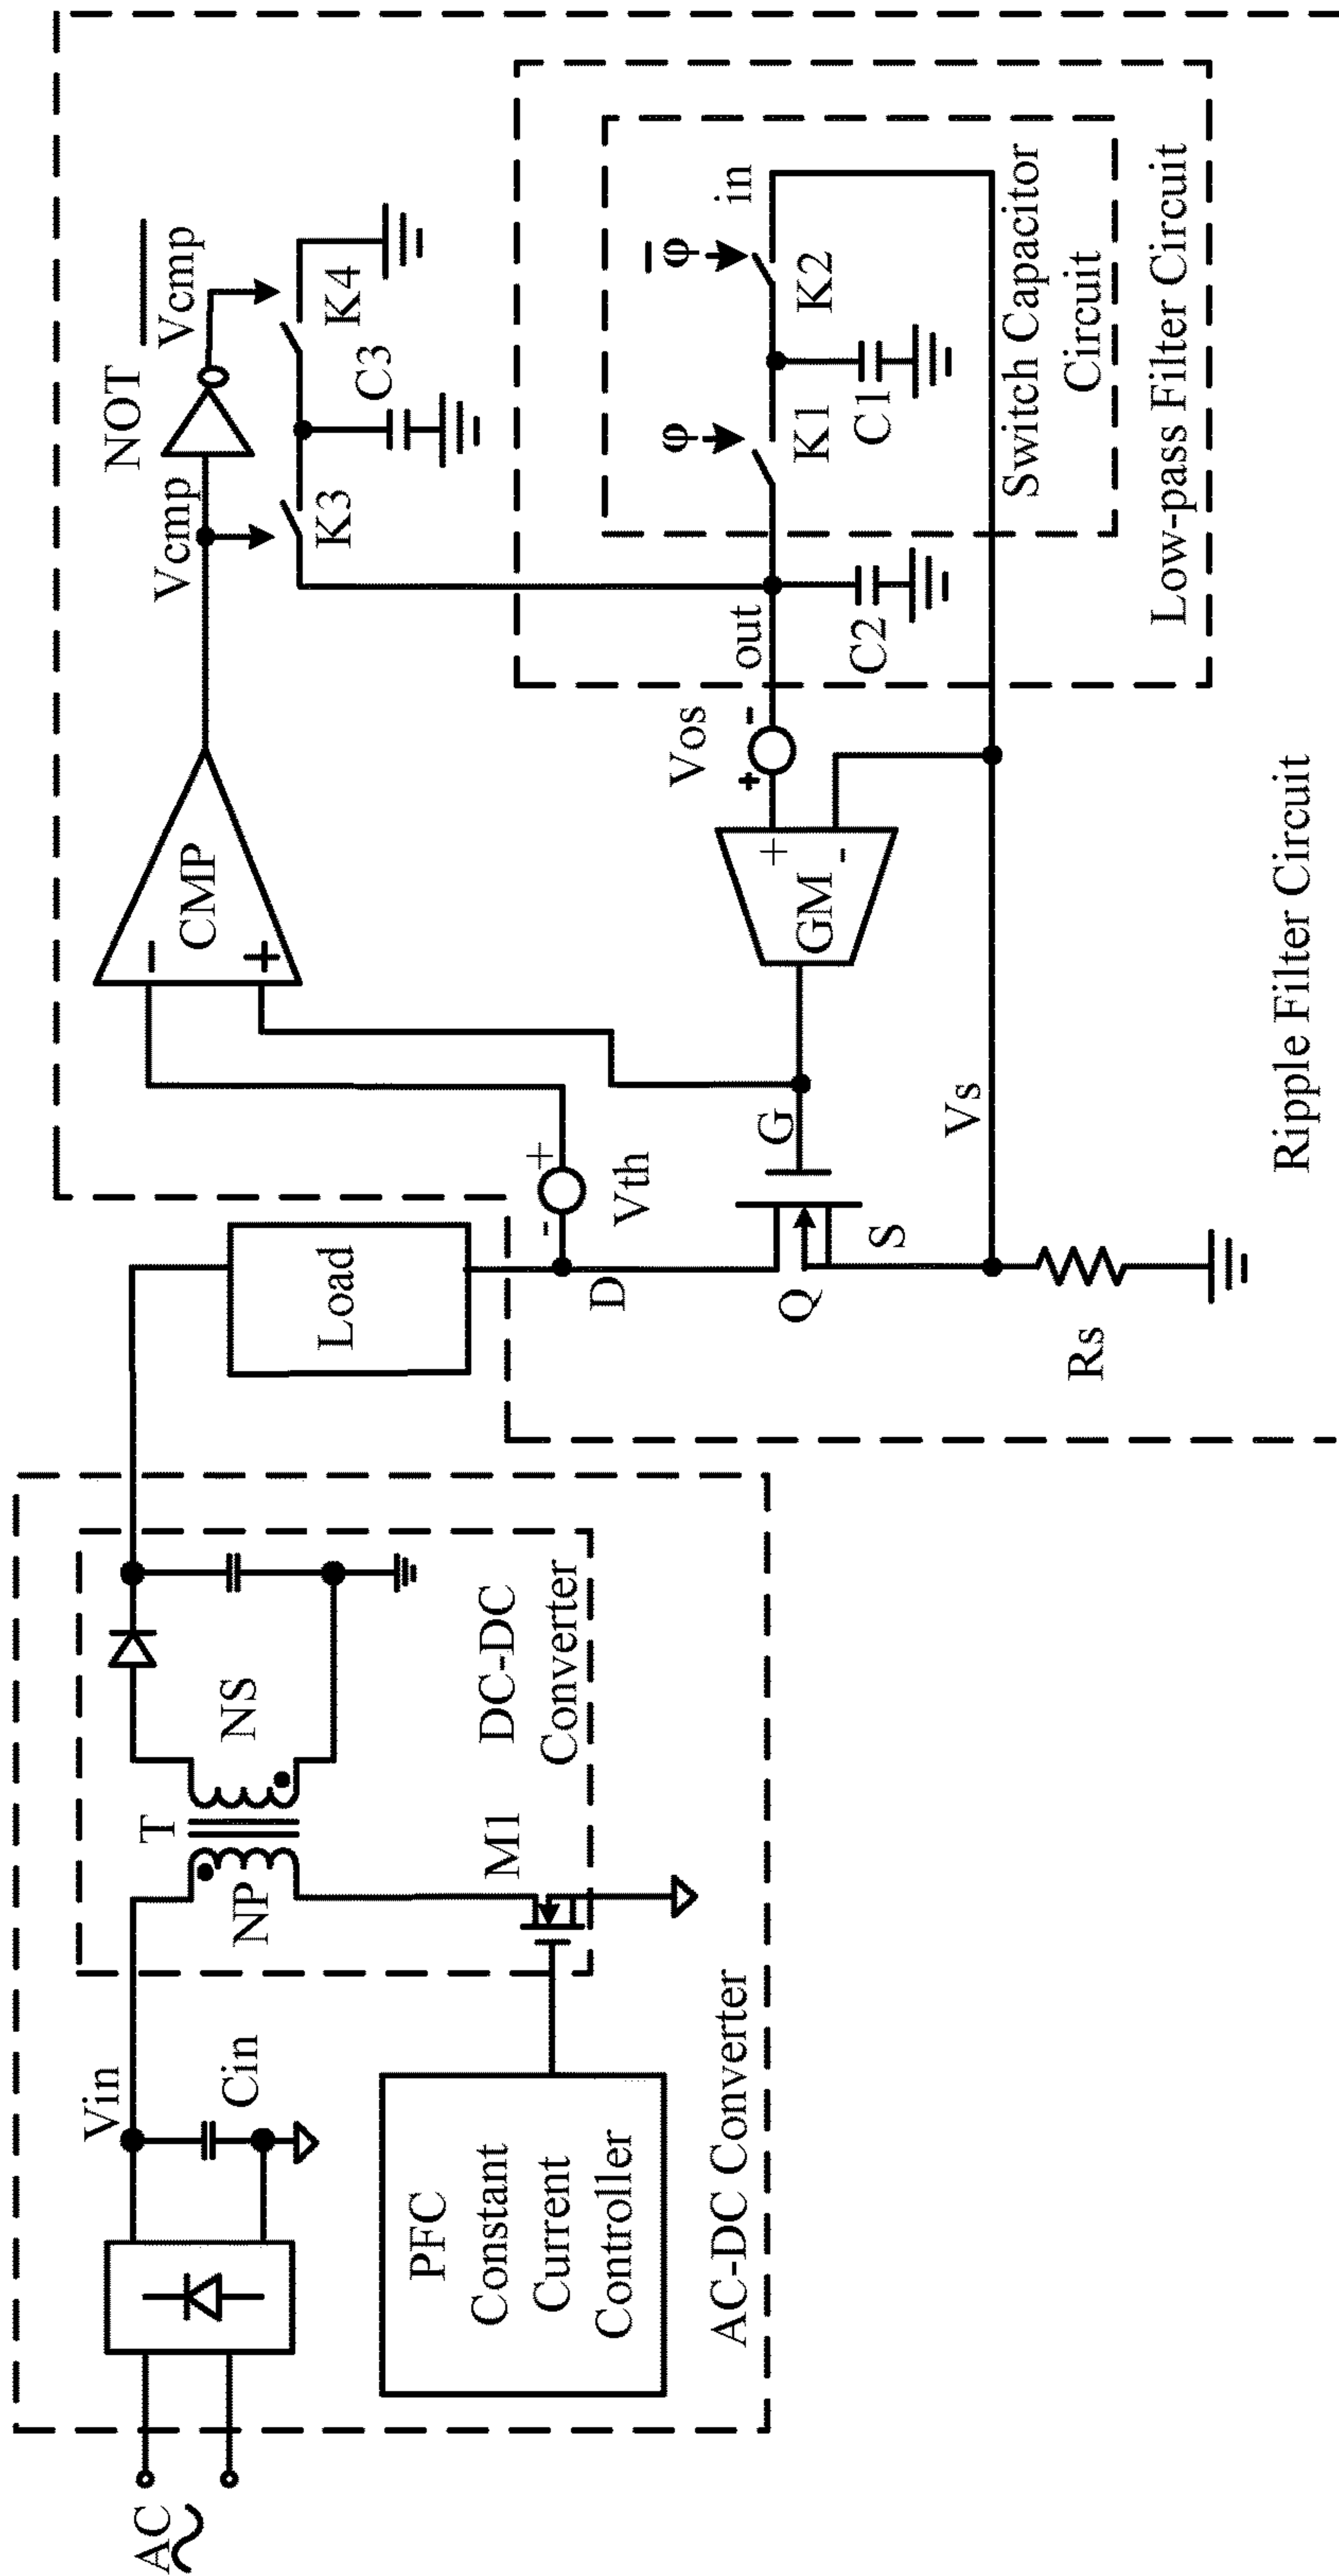 AC
Vin
Cin
PFC
Constant
Current
Controller
AC-DC Converter
T
NP
NS
M1
DC-DC
Converter
Load
D
Vth
-
+
Q
G
S
Vs
Rs
CMP
-
+
GM
+
-
Vos
+
-
out
Vcmp
NOT
Vcmp
K3
K4
C3
C2
φ
K1
C1
φ
K2
in
Switch Capacitor
Circuit
Low-pass Filter Circuit
Ripple Filter Circuit